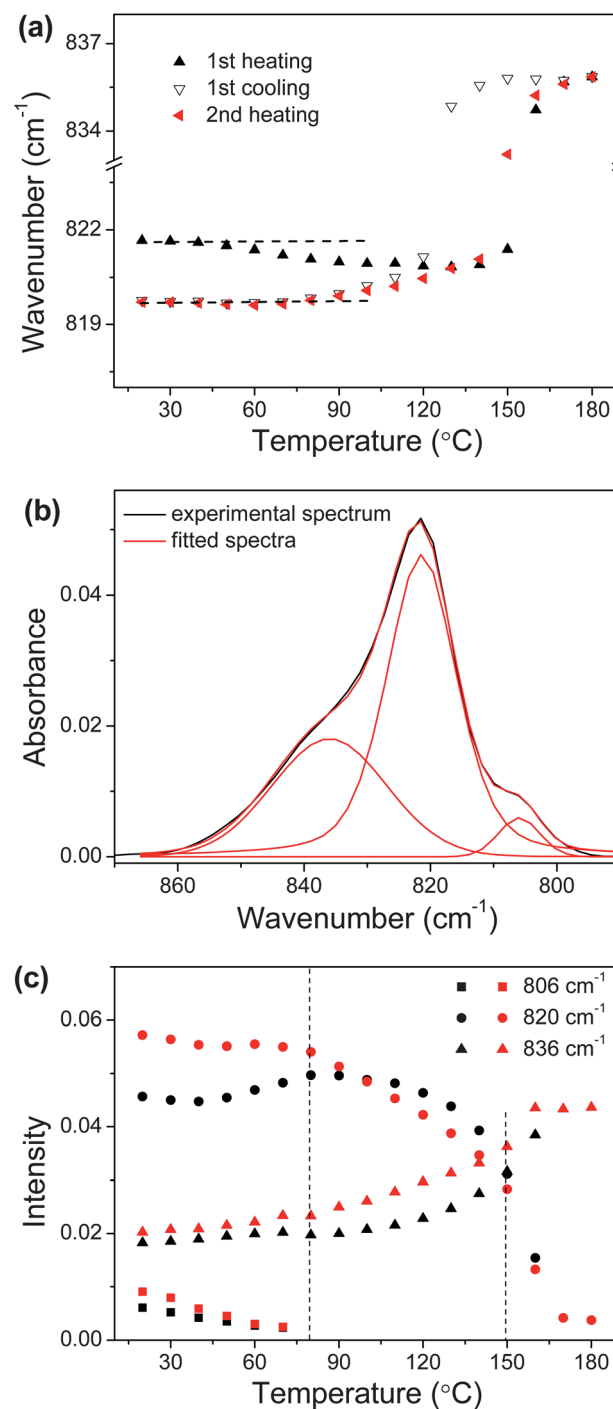 (a)
837
834
822
819
Wavenumber (cm⁻¹)
1st heating
1st cooling
2nd heating
30 60 90 120 150 180
Temperature (°C)
(b)
experimental spectrum
fitted spectra
0.04
0.02
0.00
Absorbance
860 840 820 800
Wavenumber (cm⁻¹)
(c)
806 cm⁻¹
820 cm⁻¹
836 cm⁻¹
0.06
0.04
0.02
0.00
Intensity
30 60 90 120 150 180
Temperature (°C)